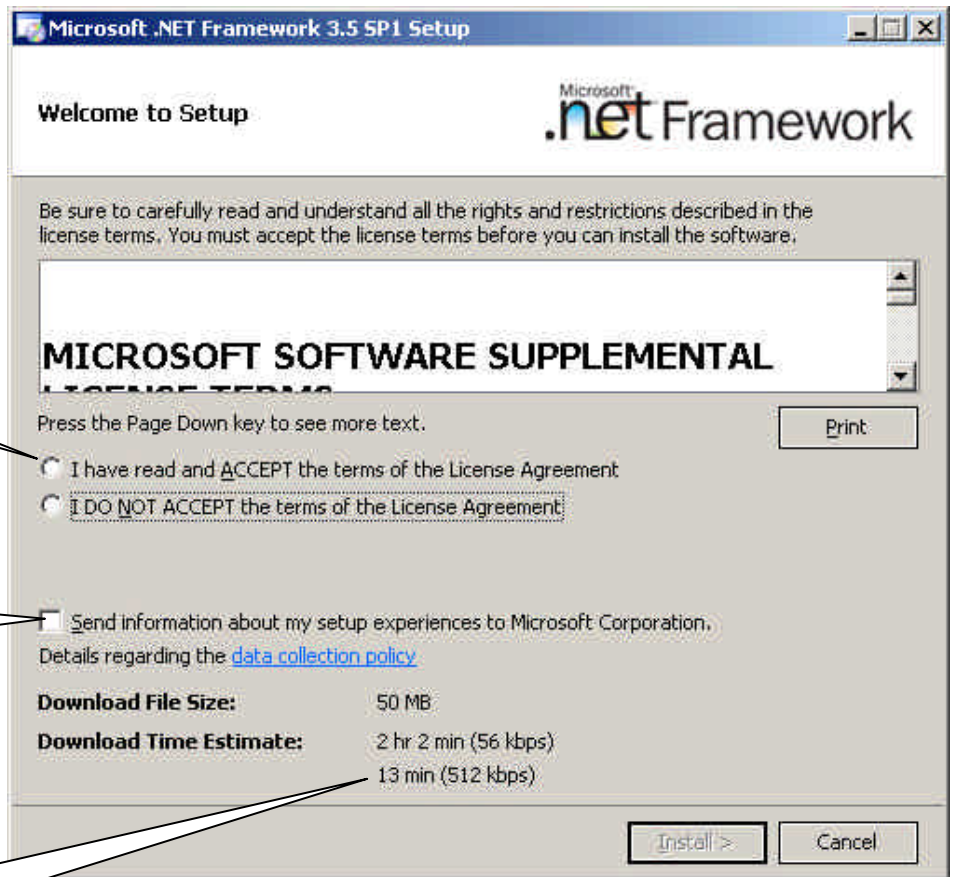 Microsoft .NET Framework 3.5 SP1 Setup
Welcome to Setup
Microsoft
.net Framework
Be sure to carefully read and understand all the rights and restrictions described in the
license terms. You must accept the license terms before you can install the software.
MICROSOFT SOFTWARE SUPPLEMENTAL
LICENSE TERMS
Press the Page Down key to see more text.
Print
I have read and ACCEPT the terms of the License Agreement
I DO NOT ACCEPT the terms of the License Agreement
Send information about my setup experiences to Microsoft Corporation.
Details regarding the data collection policy
Download File Size: 50 MB
Download Time Estimate: 2 hr 2 min (56 kbps)
13 min (512 kbps)
Install > Cancel